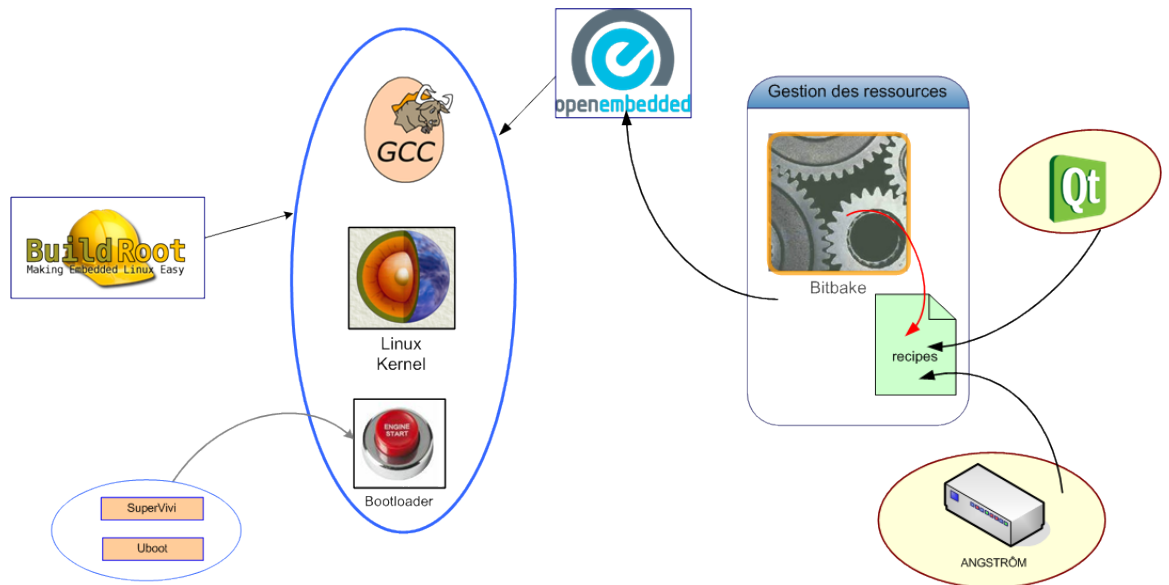 openembedded
Gestion des ressources
GCC
Qt
BuildRoot
Making Embedded Linux Easy
Bitbake
Linux
Kernel
recipes
ENGINE
START
Bootloader
SuperVivi
Uboot
ANGSTRÖM